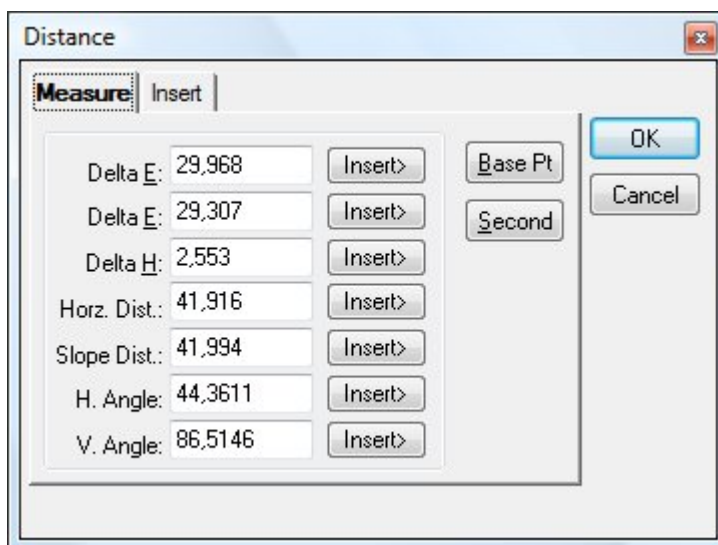 Distance
Measure Insert
Delta E: 29,968 Insert> Base Pt OK
Delta E: 29,307 Insert> Second Cancel
Delta H: 2,553 Insert>
Horz. Dist.: 41,916 Insert>
Slope Dist.: 41,994 Insert>
H. Angle: 44,3611 Insert>
V. Angle: 86,5146 Insert>